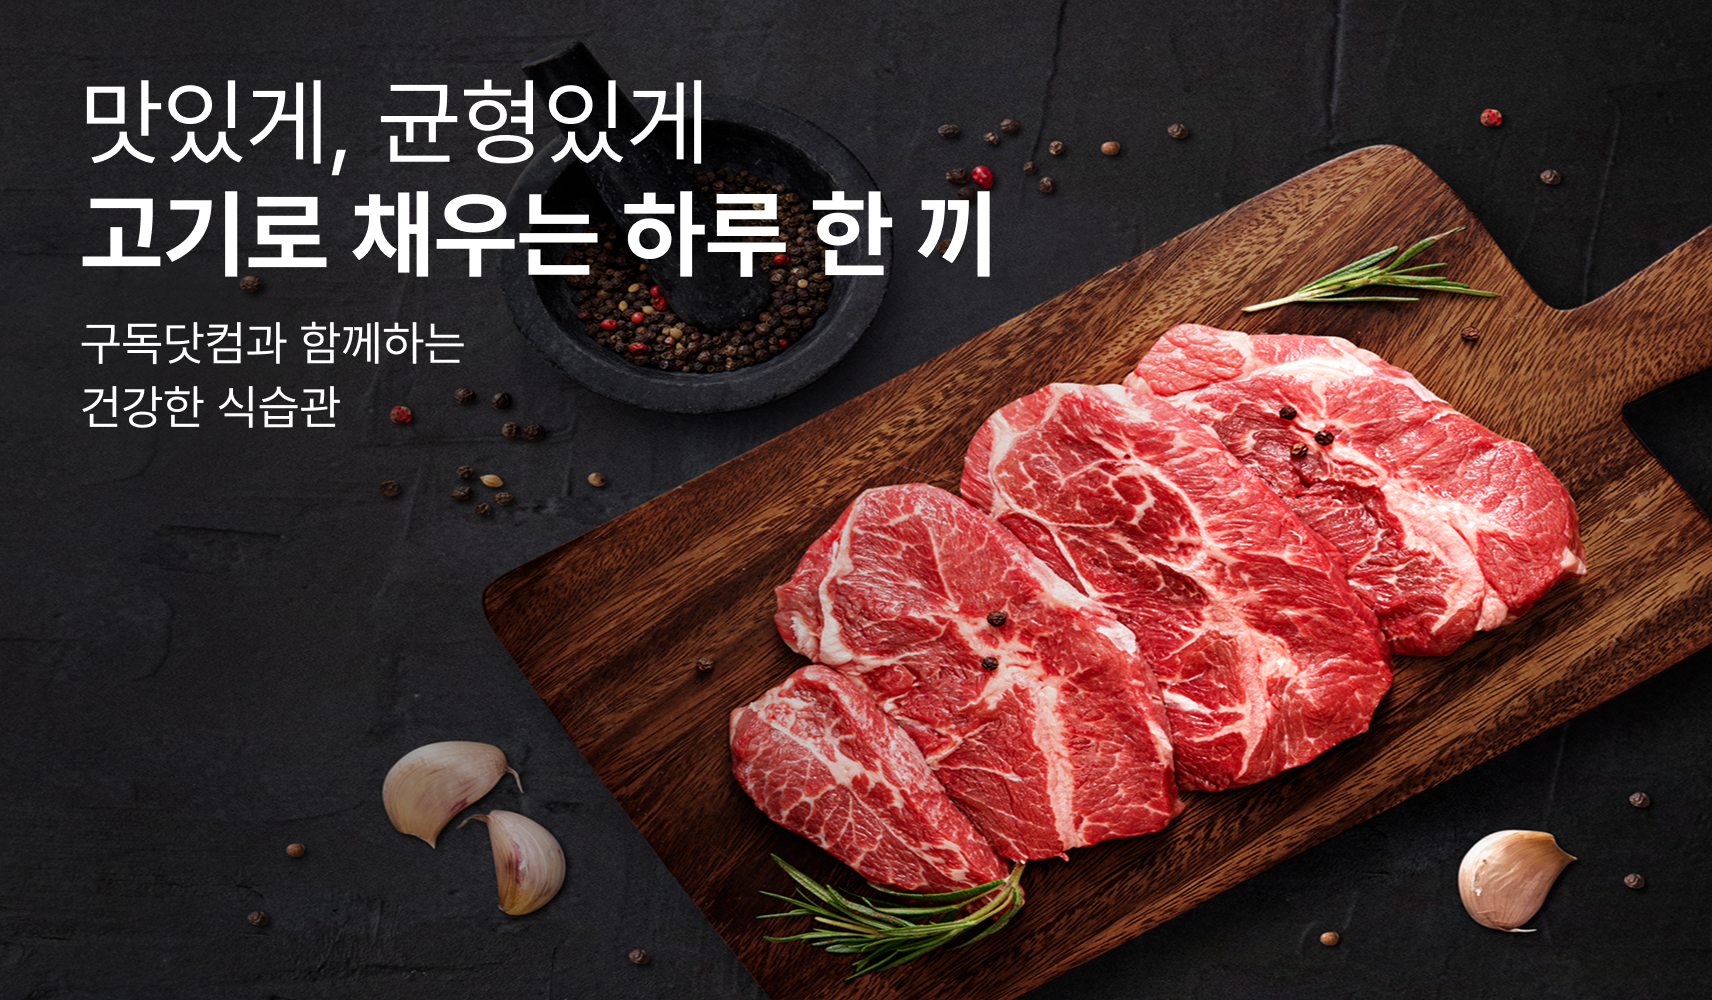 맛있게, 균형있게
고기로 채우는 하루 한 끼
구독닷컴과 함께하는
건강한 식습관